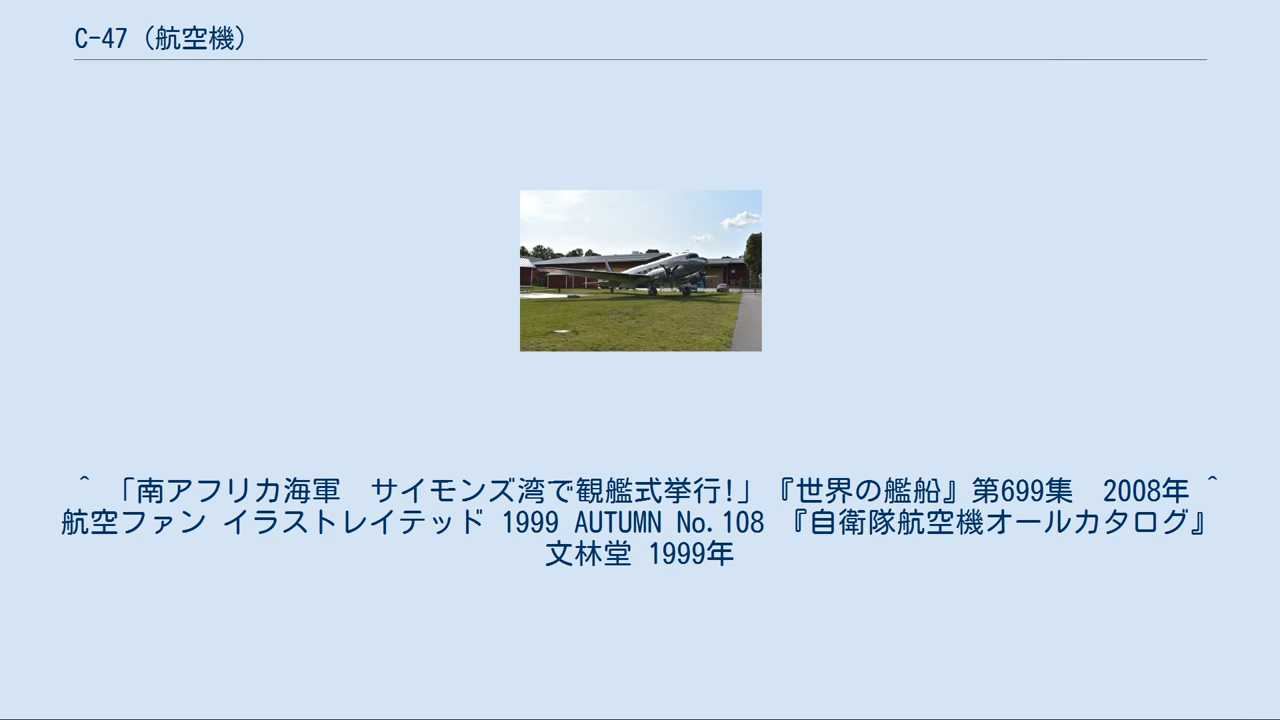 C-47 (航空機)
^ 「南アフリカ海軍　サイモンズ湾で観艦式挙行!」『世界の艦船』第699集　2008年 ^
航空ファン イラストレイテッド 1999 AUTUMN No.108 『自衛隊航空機オールカタログ』
文林堂 1999年